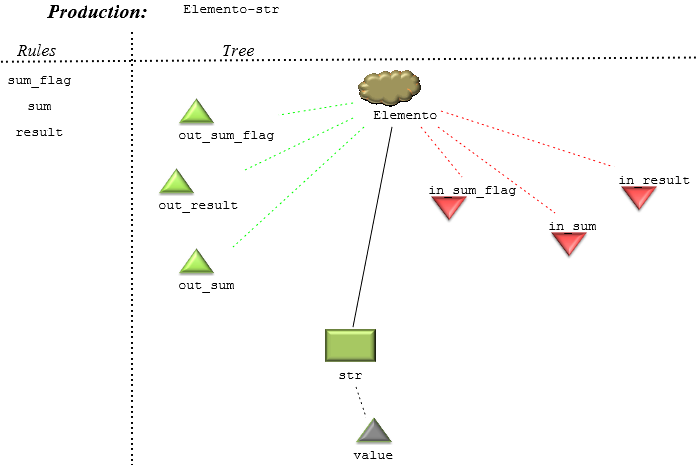 Production: Elemento-str
Rules Tree
sum_flag
sum
result
Elemento
out_sum_flag
out_result
out_sum
in_sum_flag
in_result
in_sum
str
value